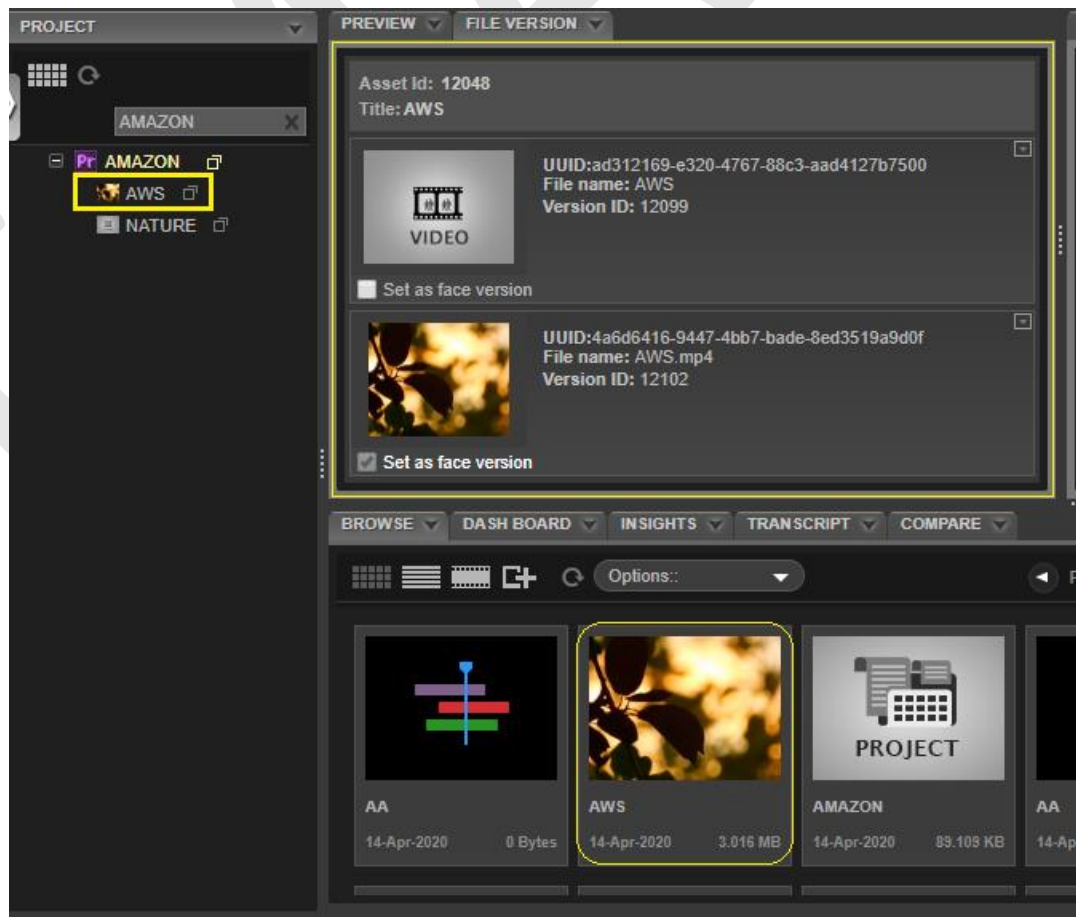 PROJECT
AMAZON
Pr AMAZON
AWS
NATURE
PREVIEW FILE VERSION
Asset Id: 12048
Title: AWS
VIDEO
UUID:ad312169-e320-4767-88c3-aad4127b7500
File name: AWS
Version ID: 12099
Set as face version
UUID:4a6d6416-9447-4bb7-bade-8ed3519a9d0f
File name: AWS.mp4
Version ID: 12102
Set as face version
BROWSE DASH BOARD INSIGHTS TRANSCRIPT COMPARE
Options::
PROJECT
AA AWS AMAZON AA
14-Apr-2020 0 Bytes 14-Apr-2020 3.016 MB 14-Apr-2020 89.109 KB 14-Ap